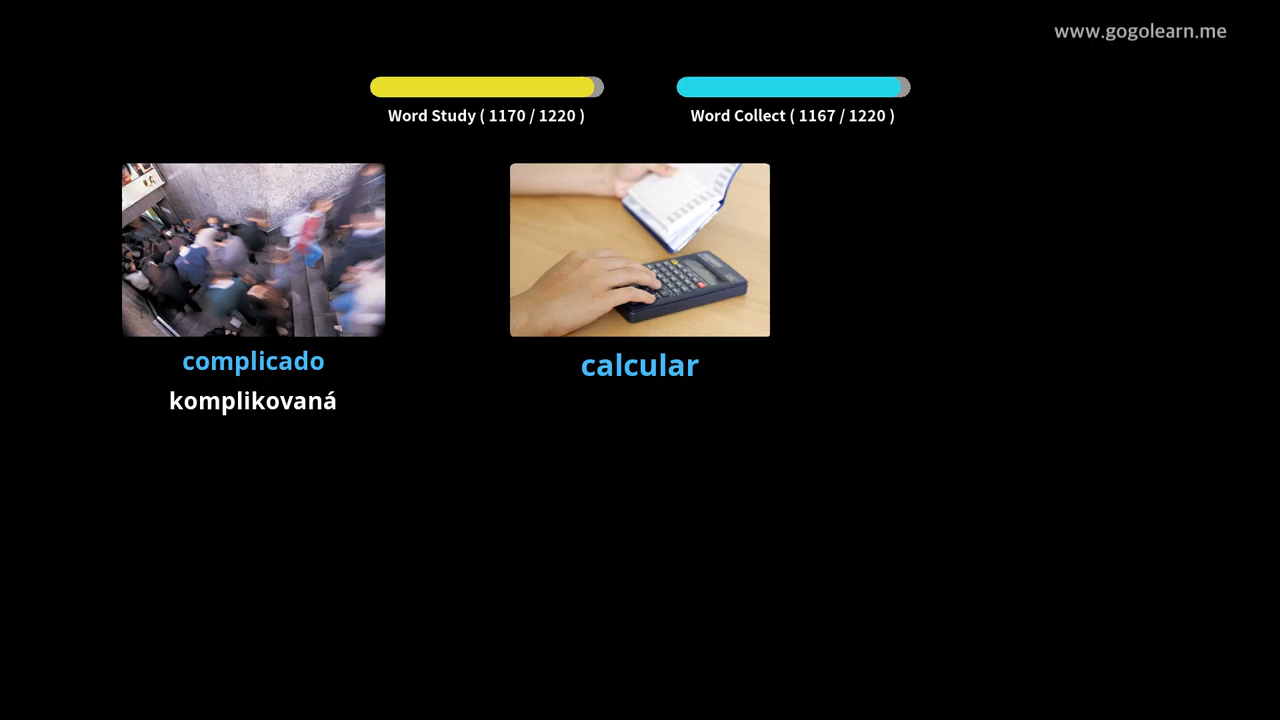 www.gogolearn.me
Word Study ( 1170 / 1220 )
Word Collect ( 1167 / 1220 )
complicado
komplikovaná
calcular